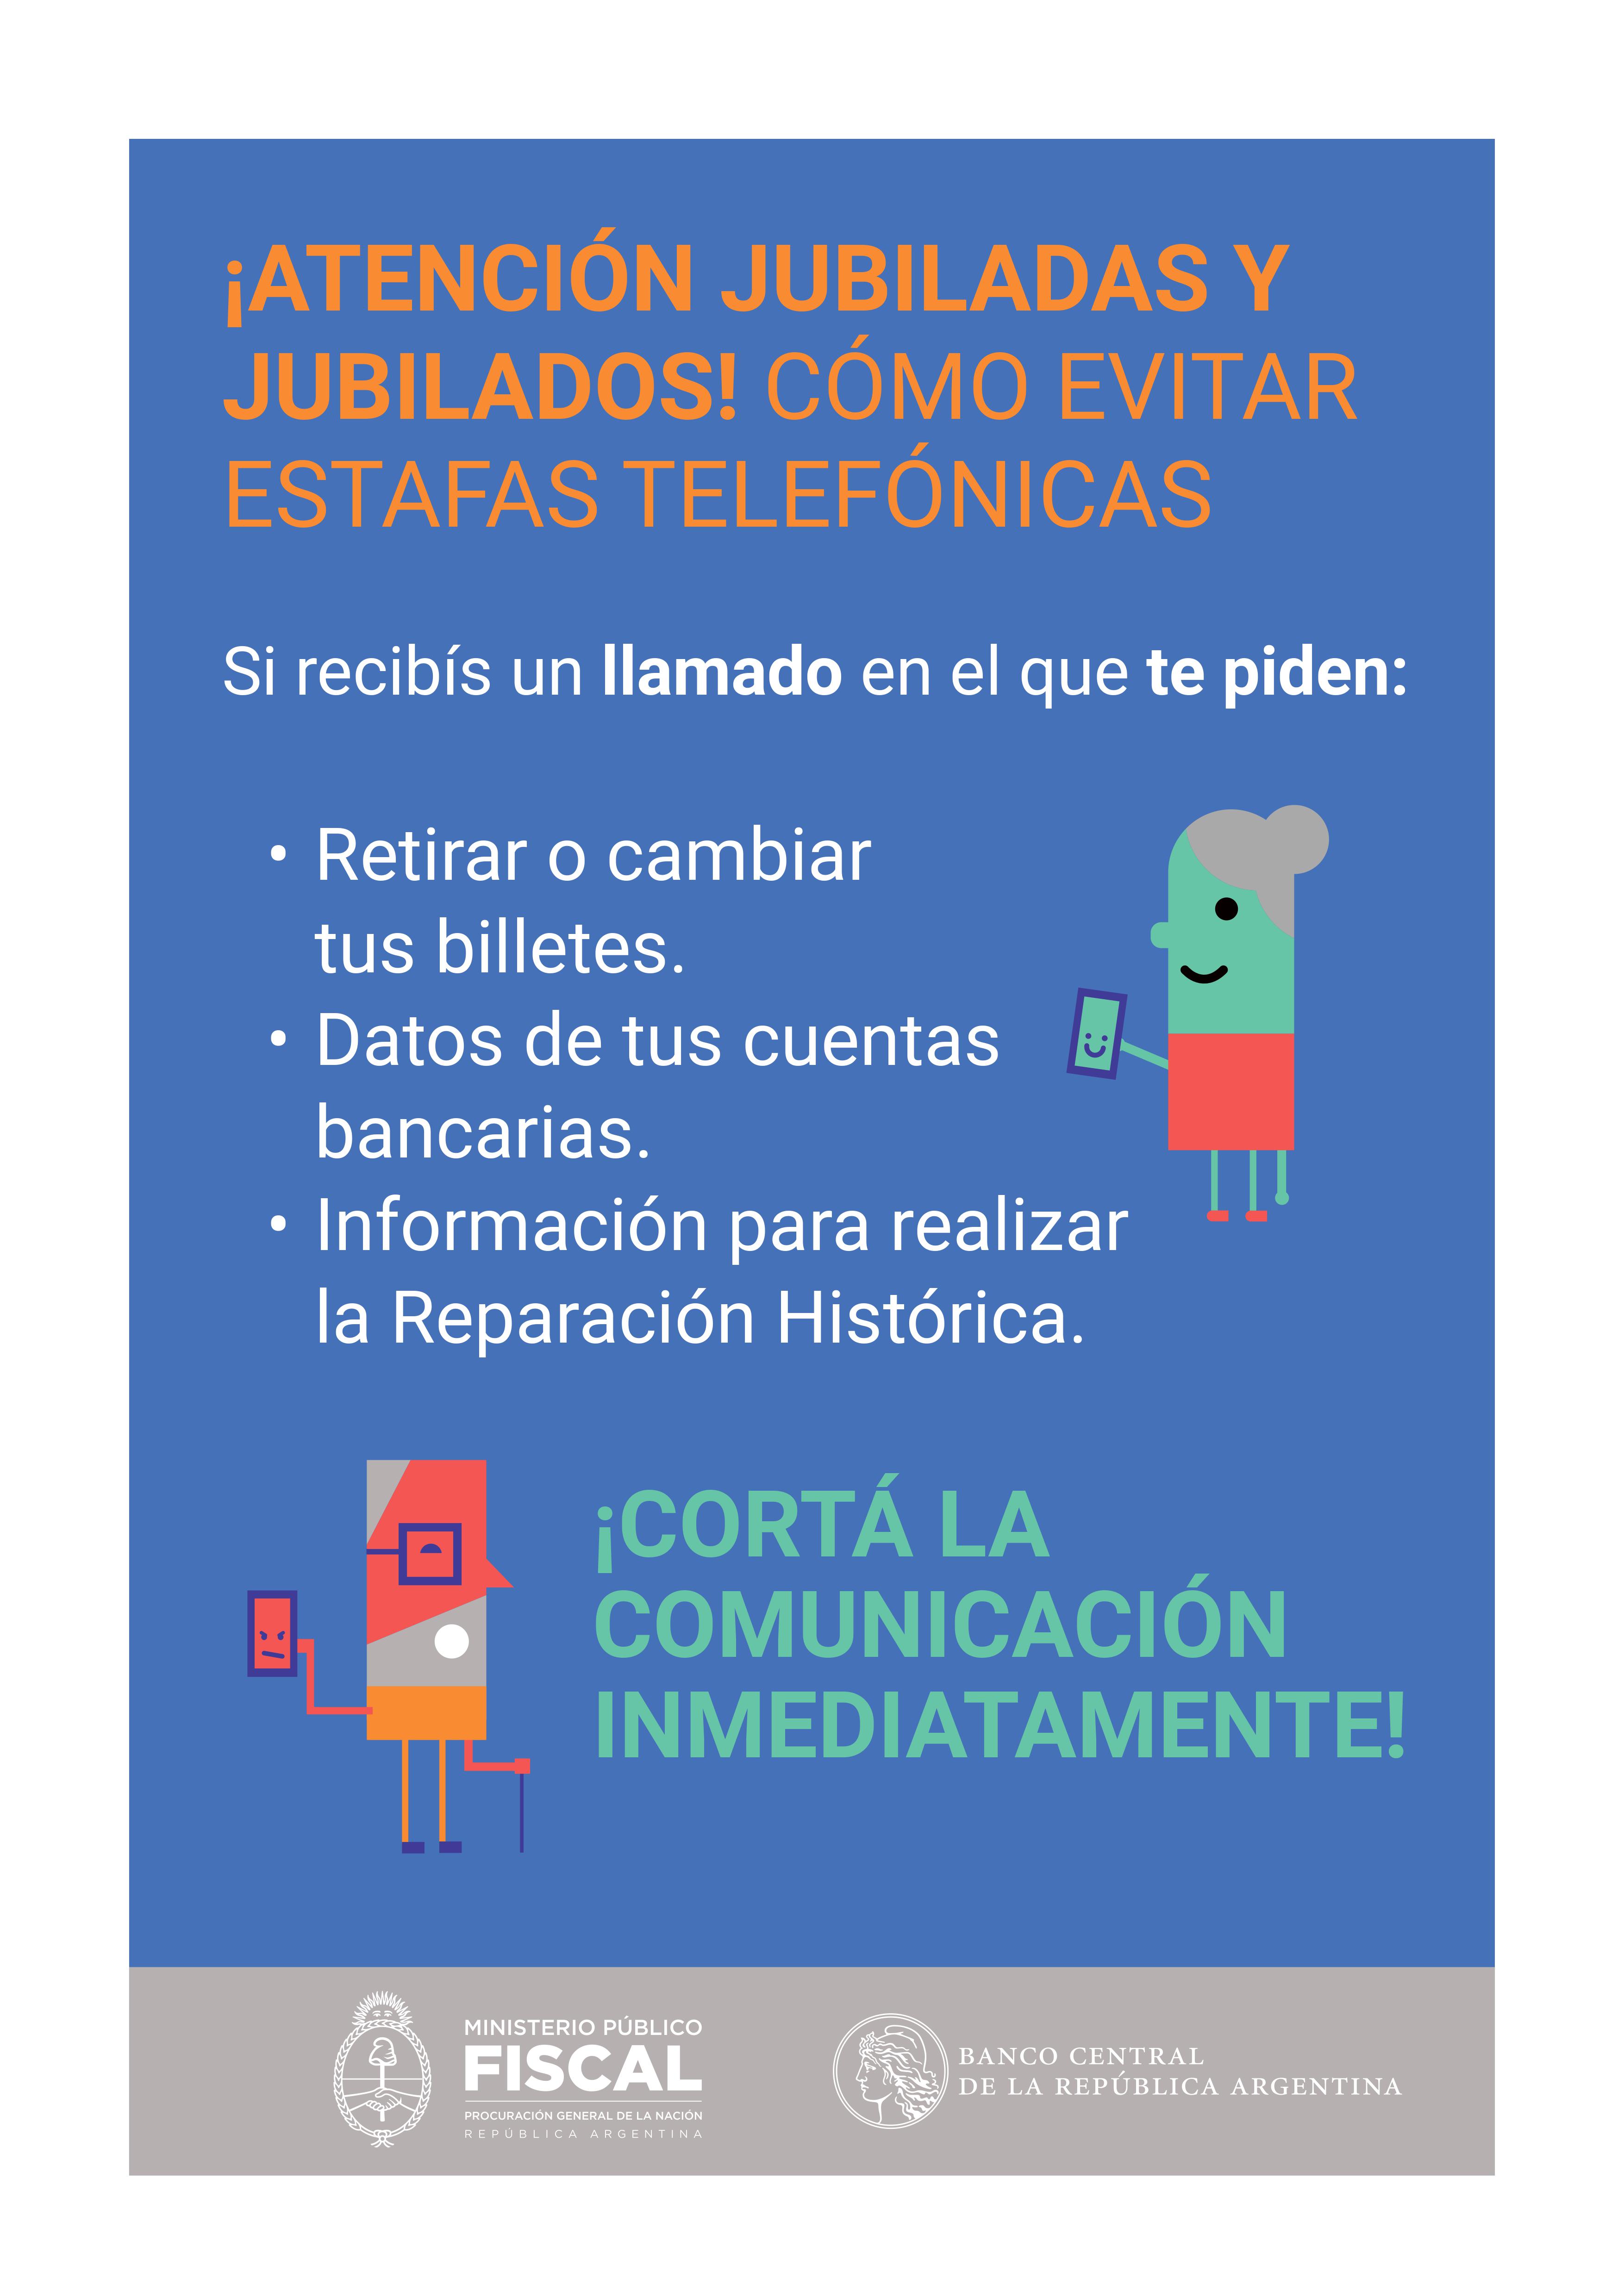 ¡ATENCIÓN JUBILADAS Y
JUBILADOS! CÓMO EVITAR
ESTAFAS TELEFÓNICAS
Si recibís un llamado en el que te piden:
• Retirar o cambiar
tus billetes.
• Datos de tus cuentas
bancarias.
• Información para realizar
la Reparación Histórica.
¡CORTÁ LA
COMUNICACIÓN
INMEDIATAMENTE!
MINISTERIO PÚBLICO
FISCAL
PROCURACIÓN GENERAL DE LA NACIÓN
REPÚBLICA ARGENTINA
BANCO CENTRAL
DE LA REPÚBLICA ARGENTINA